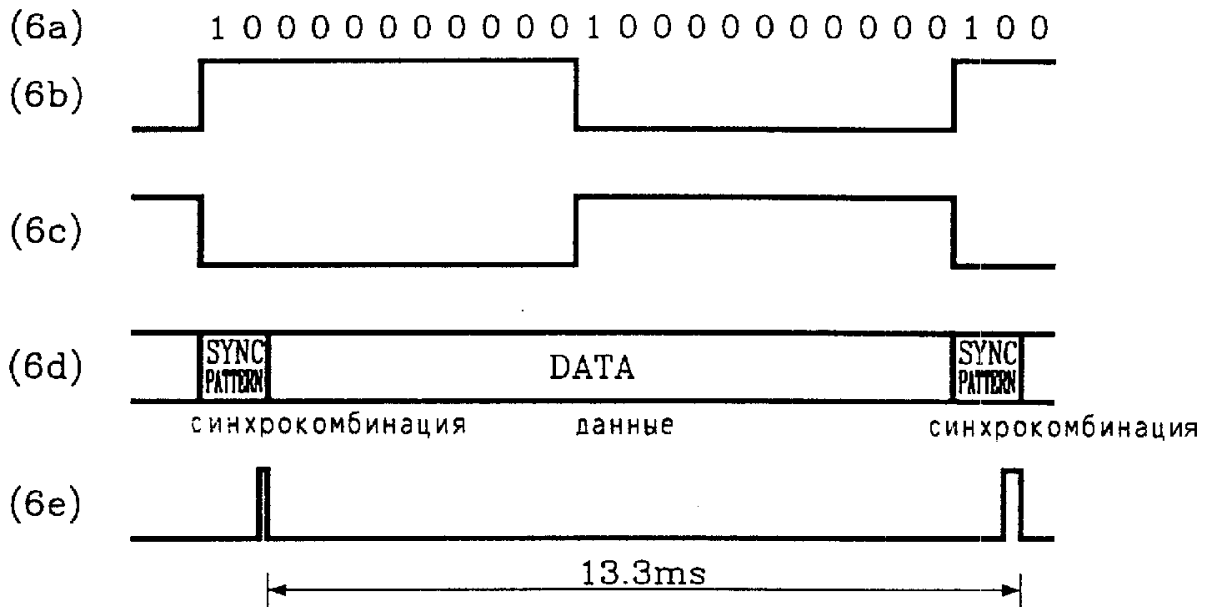 (6a) 1 0 0 0 0 0 0 0 0 0 0 1 0 0 0 0 0 0 0 0 0 0 1 0 0
(6b)
(6c)
(6d) SYNC PATTERN DATA SYNC PATTERN
синхрокомбинация данные синхрокомбинация
(6e)
13.3ms